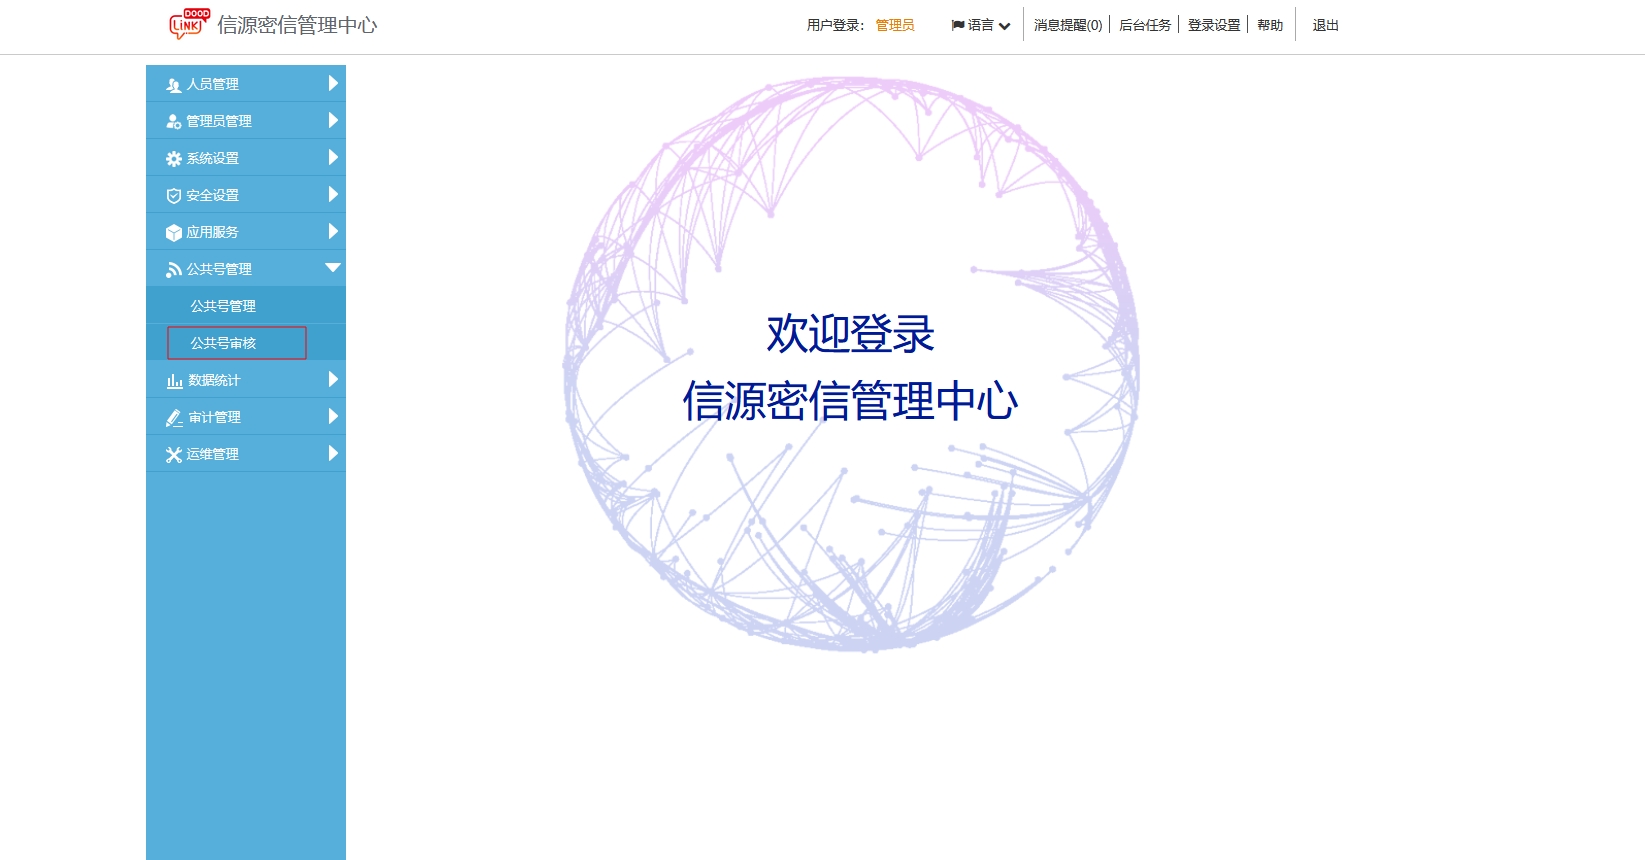 DOOD
LiNK
信源密信管理中心
用户登录: 管理员 语言 消息提醒(0) 后台任务 登录设置 帮助 退出
人员管理
管理员管理
系统设置
安全设置
应用服务
公共号管理
公共号管理
公共号审核
数据统计
审计管理
运维管理
欢迎登录
信源密信管理中心